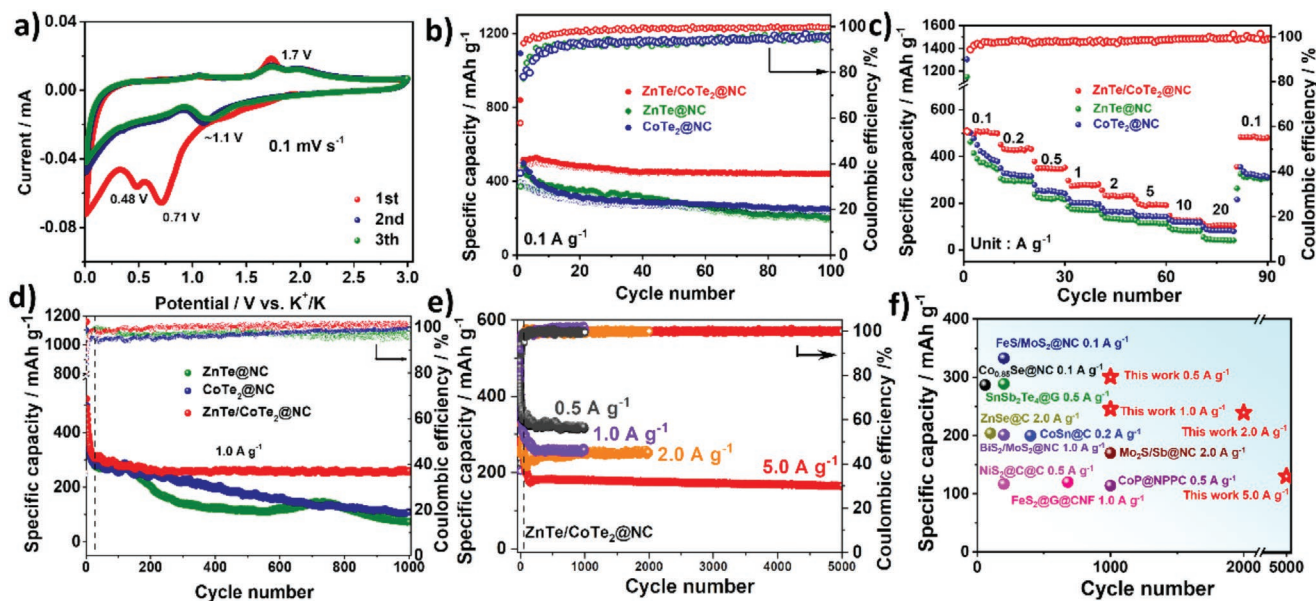 a)
0.04
0.00
-0.04
-0.08
Current / mA
1.7 V
~1.1 V
0.1 mV s-1
0.48 V
0.71 V
1st
2nd
3th
0.0 0.5 1.0 1.5 2.0 2.5 3.0
Potential / V vs. K+/K
b)
Specific capacity / mAh g-1
1200
800
400
0
ZnTe/CoTe2@NC
ZnTe@NC
CoTe2@NC
0.1 A g-1
0 20 40 60 80 100
Cycle number
100
80
60
40
20
0
Coulombic efficiency / %
c)
Specific capacity / mAh g-1
1600
1500
1400
1300
1200
500
400
300
200
100
0
ZnTe/CoTe2@NC
ZnTe@NC
CoTe2@NC
0.1
0.2
0.5
1
2
5
10
20
0.1
Unit : A g-1
0 15 30 45 60 75 90
Cycle number
100
80
60
40
20
0
Coulombic efficiency / %
d)
Specific capacity / mAh g-1
1200
1000
800
600
400
200
0
ZnTe@NC
CoTe2@NC
ZnTe/CoTe2@NC
1.0 A g-1
0 200 400 600 800 1000
Cycle number
100
80
60
40
20
0
Coulombic efficiency / %
e)
Specific capacity / mAh g-1
600
500
400
300
200
100
0
0.5 A g-1
1.0 A g-1
2.0 A g-1
5.0 A g-1
ZnTe/CoTe2@NC
0 1000 2000 3000 4000 5000
Cycle number
100
80
60
40
20
0
Coulombic efficiency /%
f)
Specific capacity / mAh g-1
400
300
200
100
0
FeS/MoS2@NC 0.1 A g-1
Co0.85Se@NC 0.1 A g-1
This work 0.5 A g-1
SnSb2Te4@G 0.5 A g-1
This work 1.0 A g-1
ZnSe@C 2.0 A g-1
CoSn@C 0.2 A g-1
This work 2.0 A g-1
BiS2/MoS2@NC 1.0 A g-1
Mo2S/Sb@NC 2.0 A g-1
NiS2@C@C 0.5 A g-1
CoP@NPPC 0.5 A g-1
FeS2@G@CNF 1.0 A g-1
This work 5.0 A g-1
0 1000 2000 5000
Cycle number